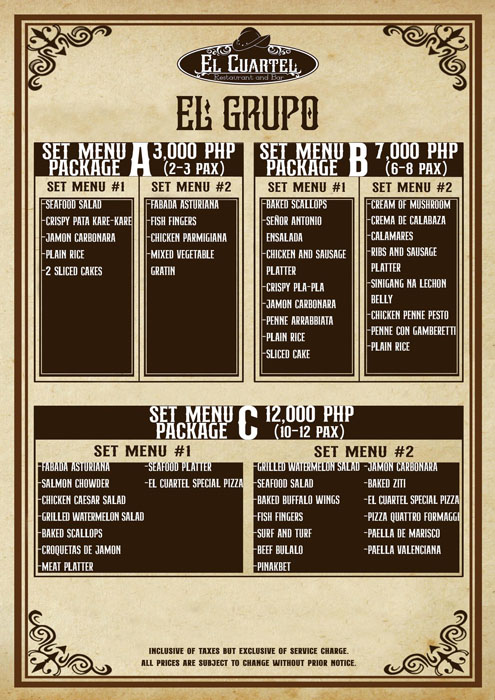 El Cuartel
Restaurant and Bar
EL GRUPO
SET MENU PACKAGE A 3,000 PHP (2-3 PAX)
SET MENU #1
-SEAFOOD SALAD
-CRISPY PATA KARE-KARE
-JAMON CARBONARA
-PLAIN RICE
-2 SLICED CAKES
SET MENU #2
-FABADA ASTURIANA
-FISH FINGERS
-CHICKEN PARMIGIANA
-MIXED VEGETABLE
GRATIN
SET MENU PACKAGE B 7,000 PHP (6-8 PAX)
SET MENU #1
-BAKED SCALLOPS
-SEÑOR ANTONIO
ENSALADA
-CHICKEN AND SAUSAGE
PLATTER
-CRISPY PLA-PLA
-JAMON CARBONARA
-PENNE ARRABBIATA
-PLAIN RICE
-SLICED CAKE
SET MENU #2
-CREAM OF MUSHROOM
-CREMA DE CALABAZA
-CALAMARES
-RIBS AND SAUSAGE
PLATTER
-SINIGANG NA LECHON
BELLY
-CHICKEN PENNE PESTO
-PENNE CON GAMBERETTI
-PLAIN RICE
SET MENU PACKAGE C 12,000 PHP (10-12 PAX)
SET MENU #1
-FABADA ASTURIANA
-SALMON CHOWDER
-CHICKEN CAESAR SALAD
-GRILLED WATERMELON SALAD
-BAKED SCALLOPS
-CROQUETAS DE JAMON
-MEAT PLATTER
-SEAFOOD PLATTER
-EL CUARTEL SPECIAL PIZZA
SET MENU #2
-GRILLED WATERMELON SALAD
-SEAFOOD SALAD
-BAKED BUFFALO WINGS
-FISH FINGERS
-SURF AND TURF
-BEEF BULALO
-PINAKBET
-JAMON CARBONARA
-BAKED ZITI
-EL CUARTEL SPECIAL PIZZA
-PIZZA QUATTRO FORMAGGI
-PAELLA DE MARISCO
-PAELLA VALENCIANA
INCLUSIVE OF TAXES BUT EXCLUSIVE OF SERVICE CHARGE.
ALL PRICES ARE SUBJECT TO CHANGE WITHOUT PRIOR NOTICE.